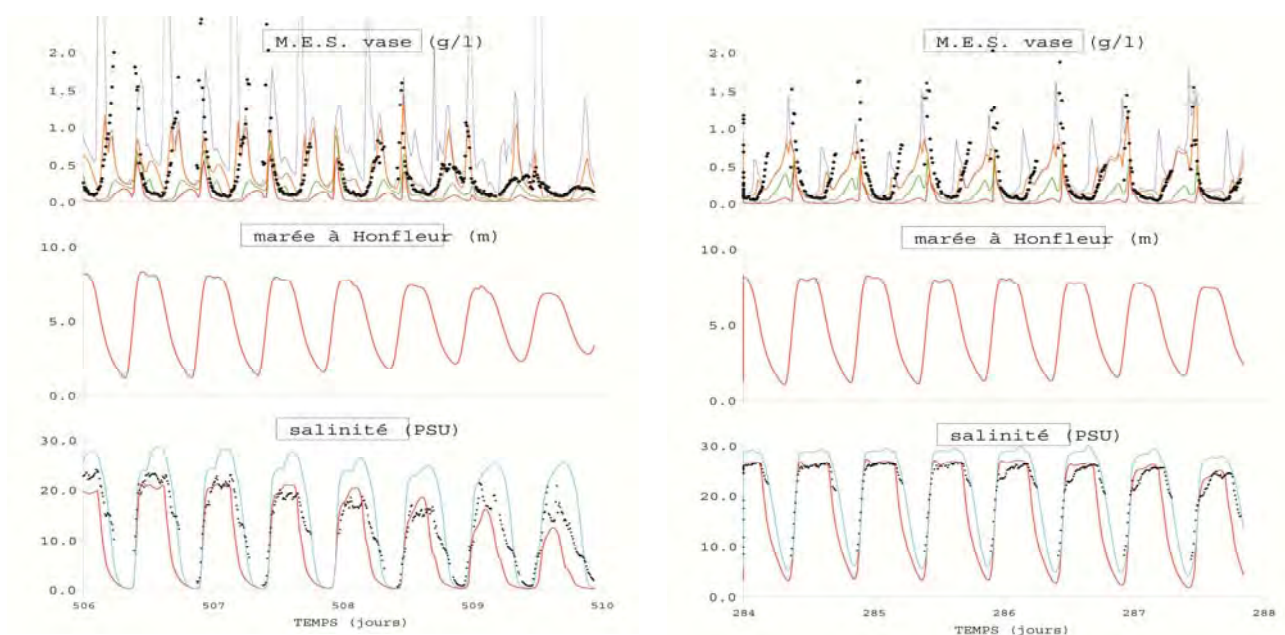 M.E.S. vase (g/l)
2.0
1.5
1.0
0.5
0.0
marée à Honfleur (m)
10.0
5.0
0.0
salinité (PSU)
30.0
20.0
10.0
0.0
506 507 508 509 510
TEMPS (jours)
M.E.S. vase (g/l)
2.0
1.5
1.0
0.5
0.0
marée à Honfleur (m)
10.0
5.0
0.0
salinité (PSU)
30.0
20.0
10.0
0.0
284 285 286 287 288
TEMPS (jours)